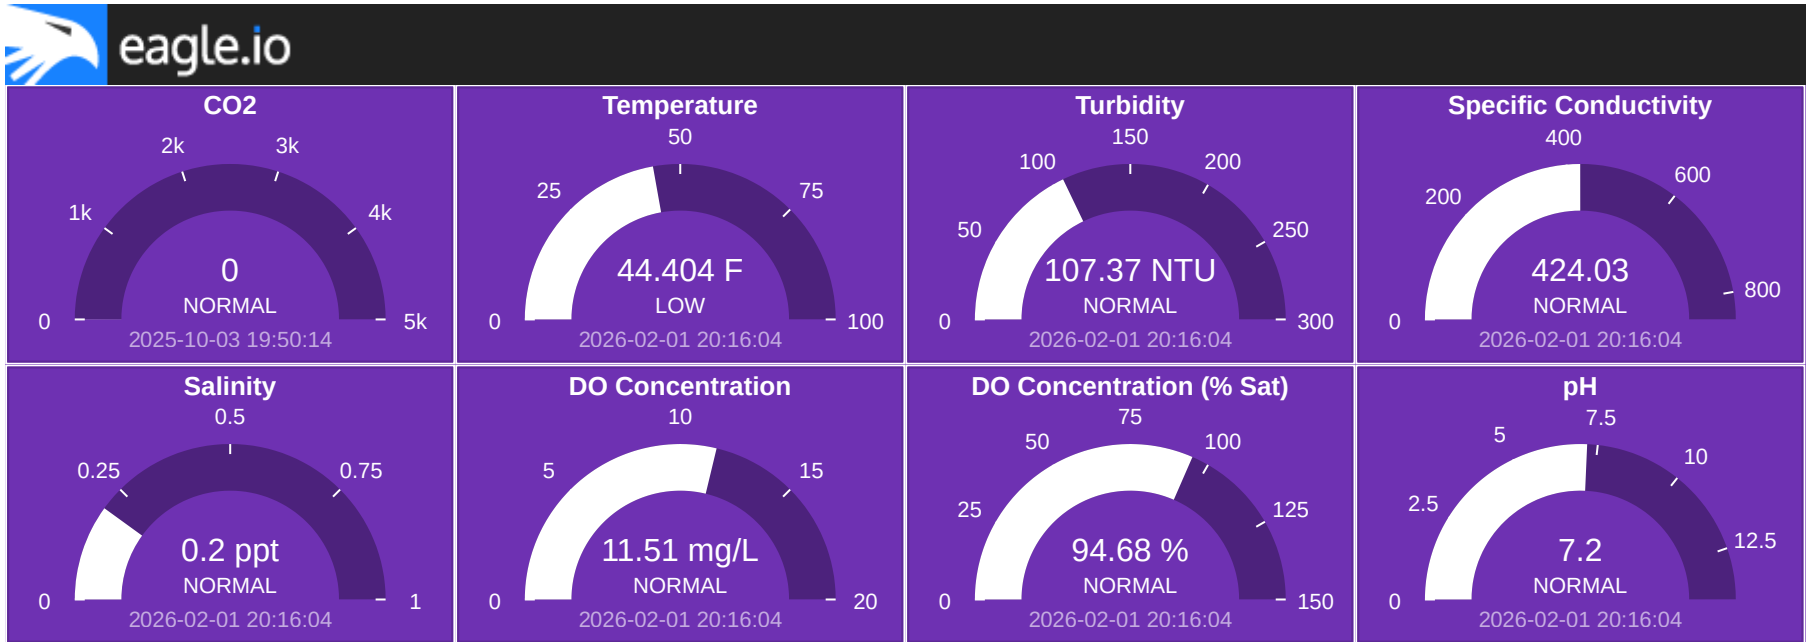 eagle.io
CO2
0
1k
2k
3k
4k
5k
0
NORMAL
2025-10-03 19:50:14
Temperature
0
25
50
75
100
44.404 F
LOW
2026-02-01 20:16:04
Turbidity
0
50
100
150
200
250
300
107.37 NTU
NORMAL
2026-02-01 20:16:04
Specific Conductivity
0
200
400
600
800
424.03
NORMAL
2026-02-01 20:16:04
Salinity
0
0.25
0.5
0.75
1
0.2 ppt
NORMAL
2026-02-01 20:16:04
DO Concentration
0
5
10
15
20
11.51 mg/L
NORMAL
2026-02-01 20:16:04
DO Concentration (% Sat)
0
25
50
75
100
125
150
94.68 %
NORMAL
2026-02-01 20:16:04
pH
0
2.5
5
7.5
10
12.5
7.2
NORMAL
2026-02-01 20:16:04